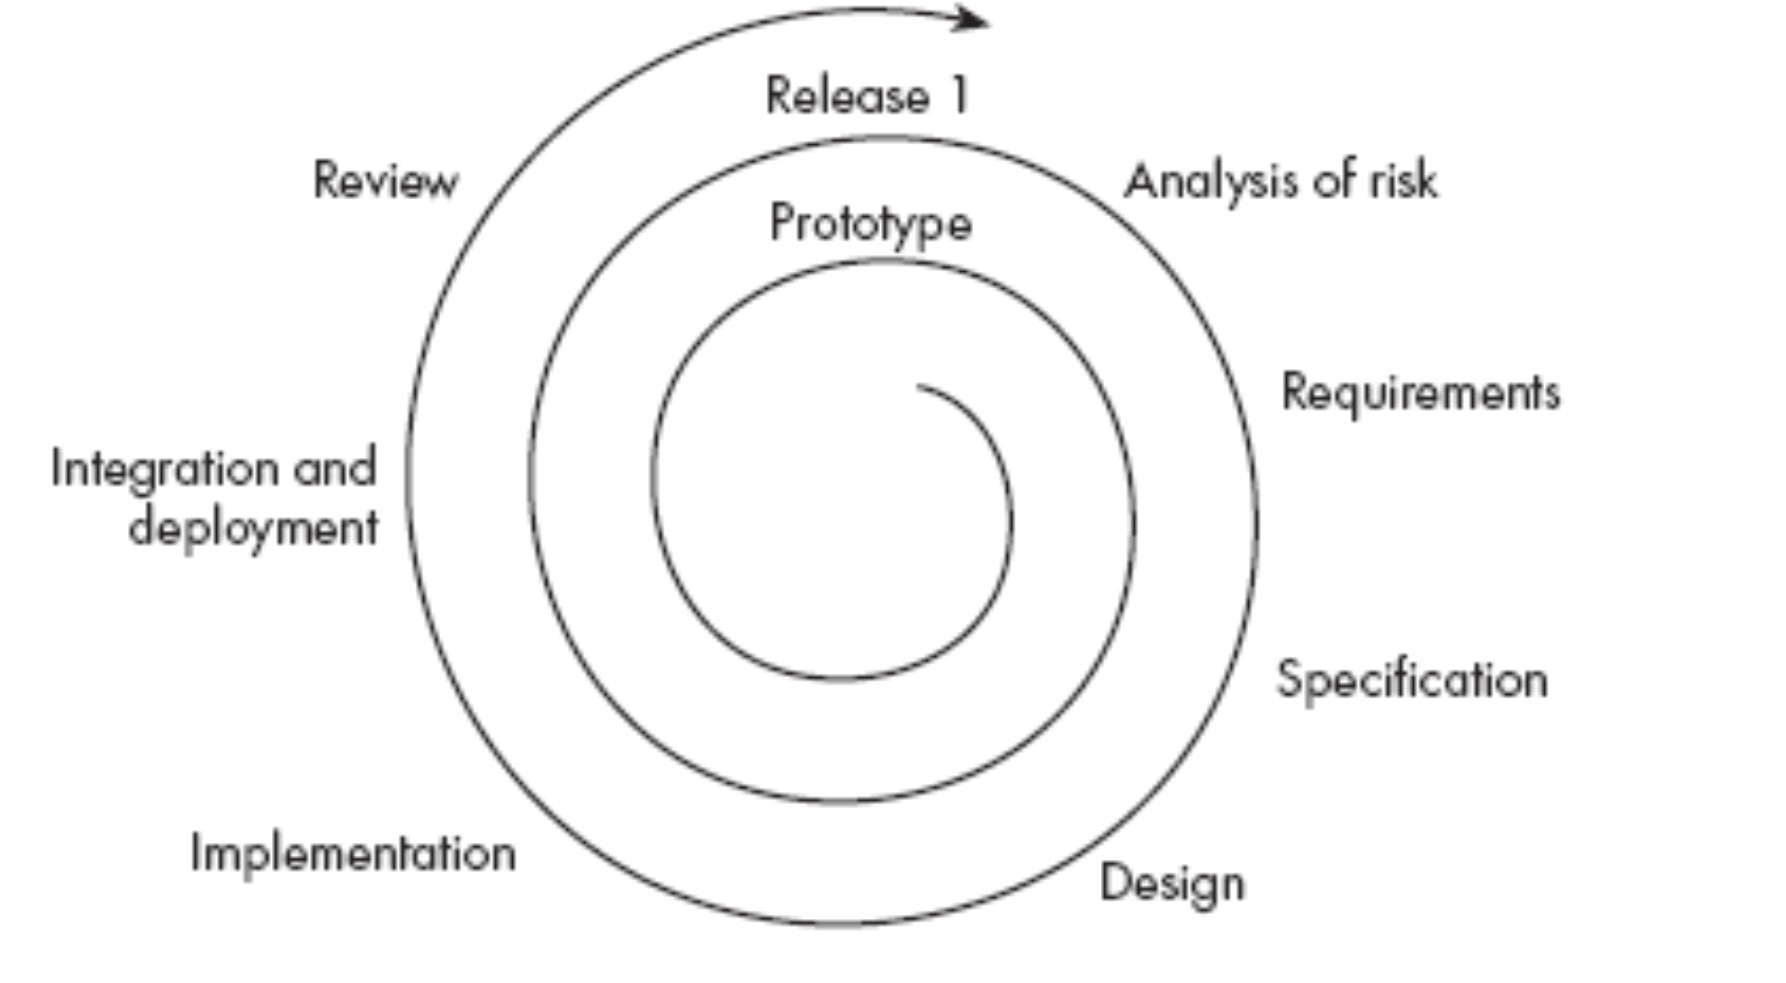 Release 1
Review
Analysis of risk
Prototype
Requirements
Integration and
deployment
Specification
Implementation
Design